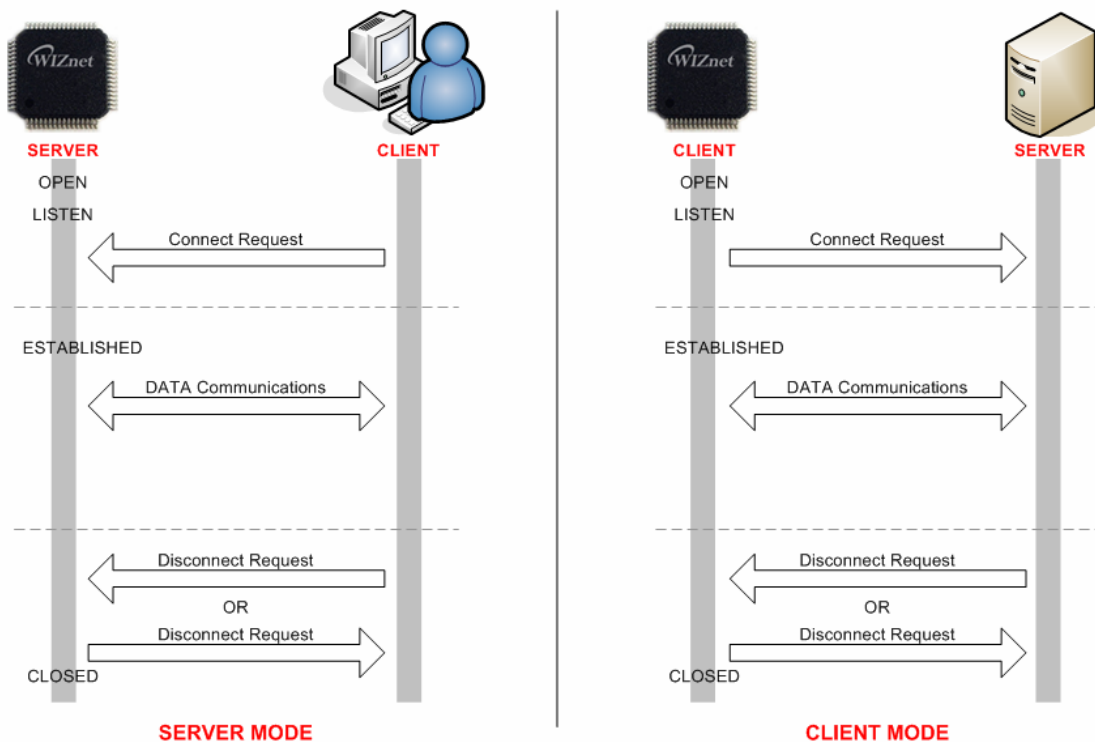 WIZnet
SERVER
CLIENT
OPEN
LISTEN
Connect Request
ESTABLISHED
DATA Communications
Disconnect Request
OR
Disconnect Request
CLOSED
SERVER MODE
WIZnet
CLIENT
SERVER
OPEN
LISTEN
Connect Request
ESTABLISHED
DATA Communications
Disconnect Request
OR
Disconnect Request
CLOSED
CLIENT MODE